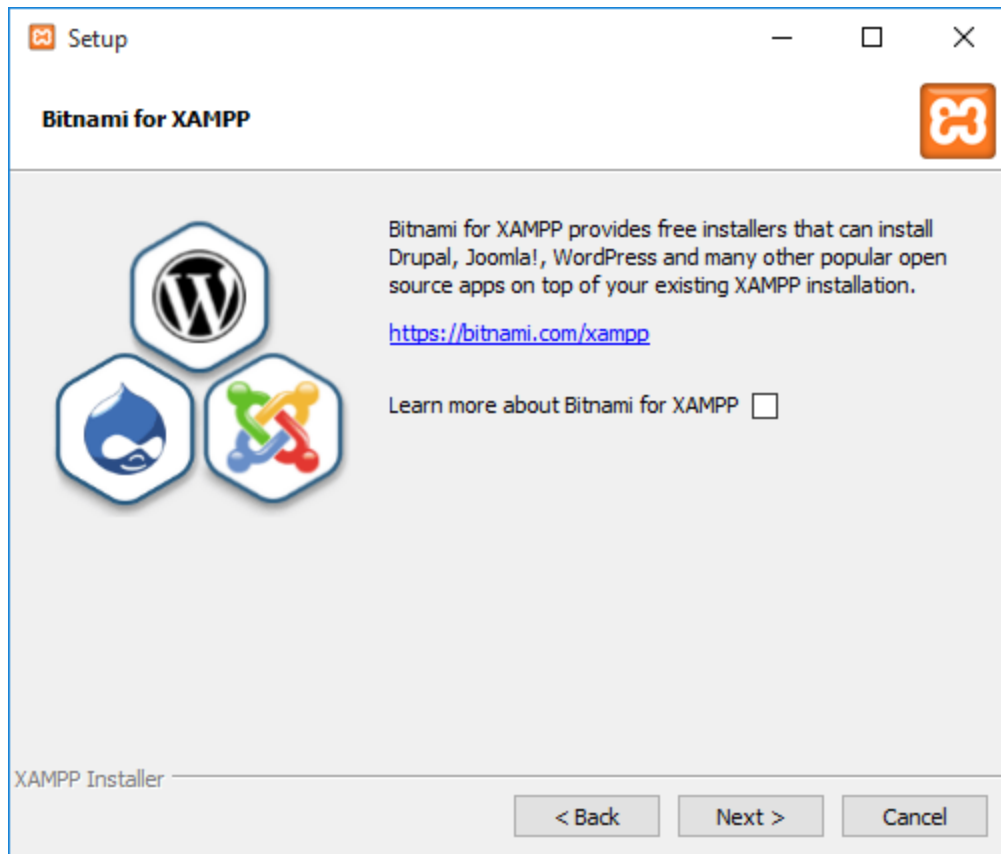 Setup
Bitnami for XAMPP
Bitnami for XAMPP provides free installers that can install
Drupal, Joomla!, WordPress and many other popular open
source apps on top of your existing XAMPP installation.
https://bitnami.com/xampp
Learn more about Bitnami for XAMPP
XAMPP Installer
< Back
Next >
Cancel